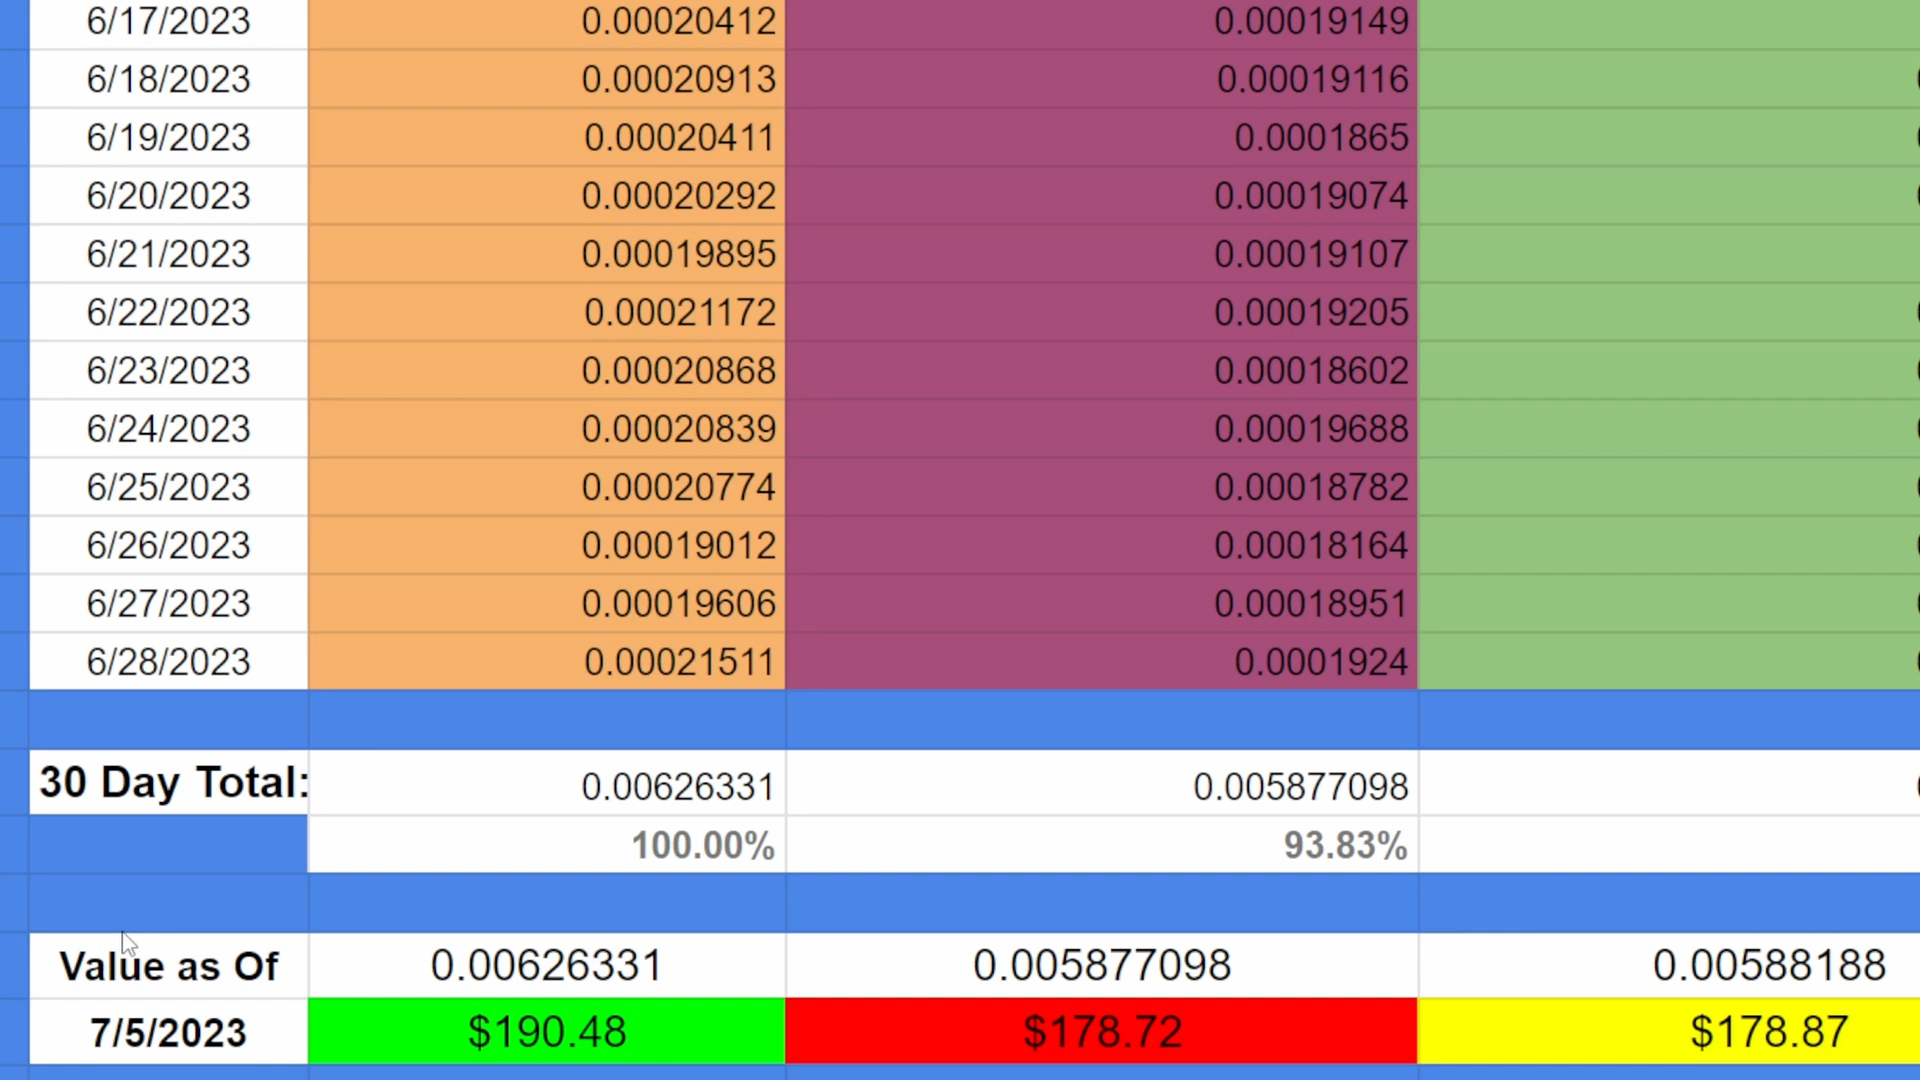 6/17/2023 0.00020412 0.00019149
6/18/2023 0.00020913 0.00019116
6/19/2023 0.00020411 0.0001865
6/20/2023 0.00020292 0.00019074
6/21/2023 0.00019895 0.00019107
6/22/2023 0.00021172 0.00019205
6/23/2023 0.00020868 0.00018602
6/24/2023 0.00020839 0.00019688
6/25/2023 0.00020774 0.00018782
6/26/2023 0.00019012 0.00018164
6/27/2023 0.00019606 0.00018951
6/28/2023 0.00021511 0.0001924
30 Day Total: 0.00626331 0.005877098
100.00% 93.83%
Value as Of 0.00626331 0.005877098 0.00588188
7/5/2023 $190.48 $178.72 $178.87